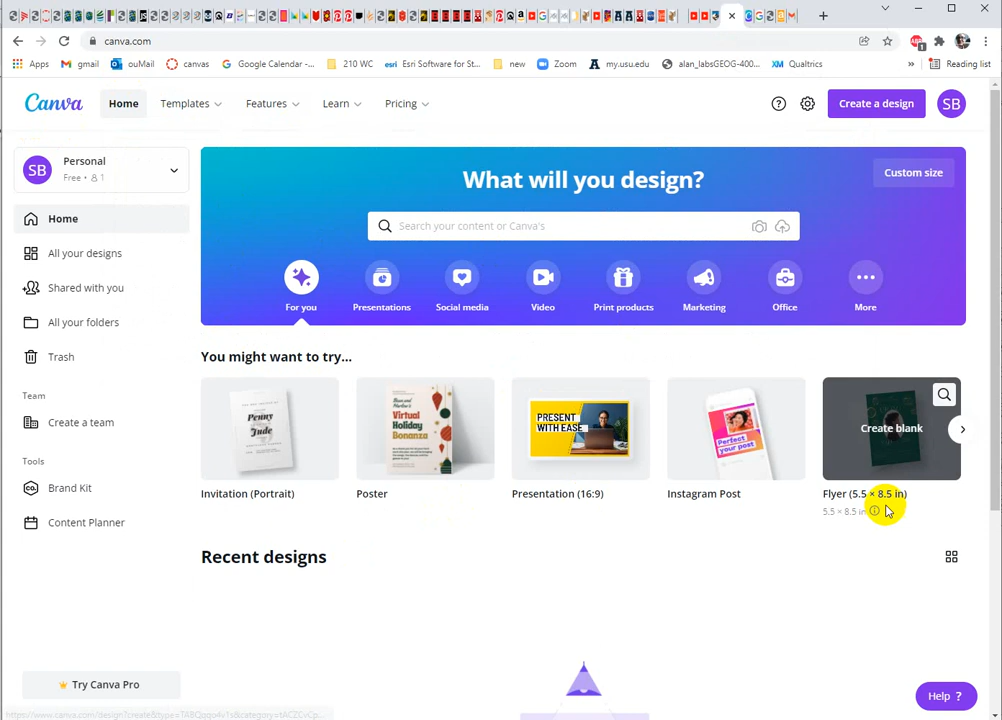 canva.com
Apps gmail ouMail canvas Google Calendar -... 210 WC esri Esri Software for St... new Zoom my.usu.edu alan_labsGEOG-400... XM Qualtrics » Reading list
Canva Home Templates Features Learn Pricing Create a design SB
SB Personal
Free • 1
Home
All your designs
Shared with you
All your folders
Trash
Team
Create a team
Tools
Brand Kit
Content Planner
Try Canva Pro
What will you design?
Custom size
Search your content or Canva's
For you Presentations Social media Video Print products Marketing Office More
You might want to try...
Penny
Jude
Virtual
Holiday
Bonanza
PRESENT
WITH EASE
Perfect
your post
Create blank
Invitation (Portrait) Poster Presentation (16:9) Instagram Post Flyer (5.5 × 8.5 in)
5.5 × 8.5 in
Recent designs
Help ?